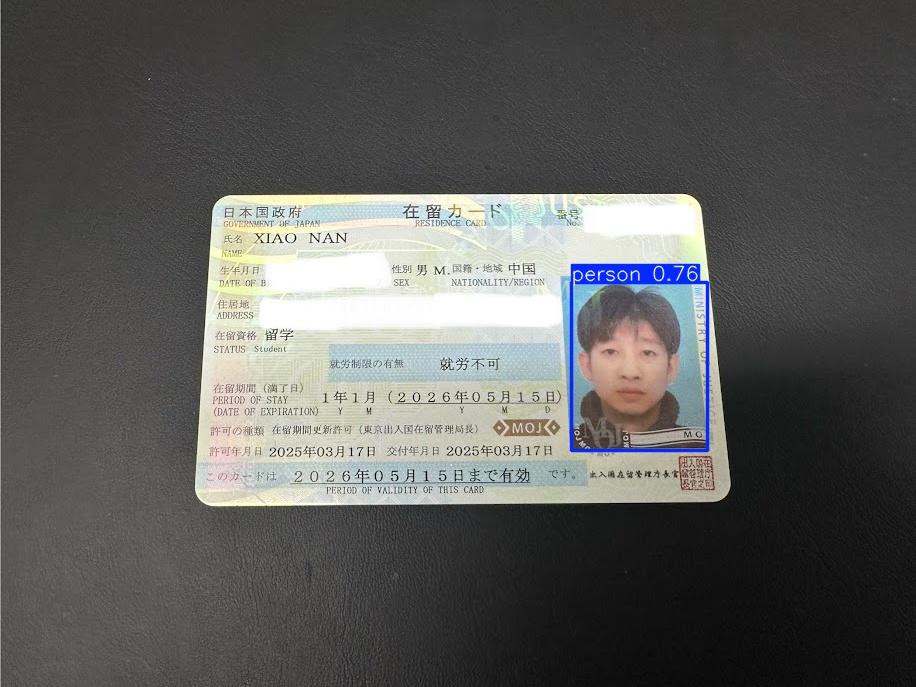 日本国政府 在留カード 番号
GOVERNMENT OF JAPAN RESIDENCE CARD No.
氏名 XIAO NAN
NAME
生年月日 性別 男 M. 国籍・地域 中国
DATE OF B SEX NATIONALITY/REGION
住居地
ADDRESS
在留資格 留学
STATUS Student
就労制限の有無 就労不可
在留期間(満了日)
PERIOD OF STAY 1年1月(2026年05月15日)
(DATE OF EXPIRATION) Y M Y M D
許可の種類 在留期間更新許可(東京出入国在留管理局長) MOJ
許可年月日 2025年03月17日 交付年月日 2025年03月17日
このカードは 2026年05月15日まで有効 です。
PERIOD OF VALIDITY OF THIS CARD
person 0.76
MINISTRY OF
MOJ
出入国在留管理庁長官